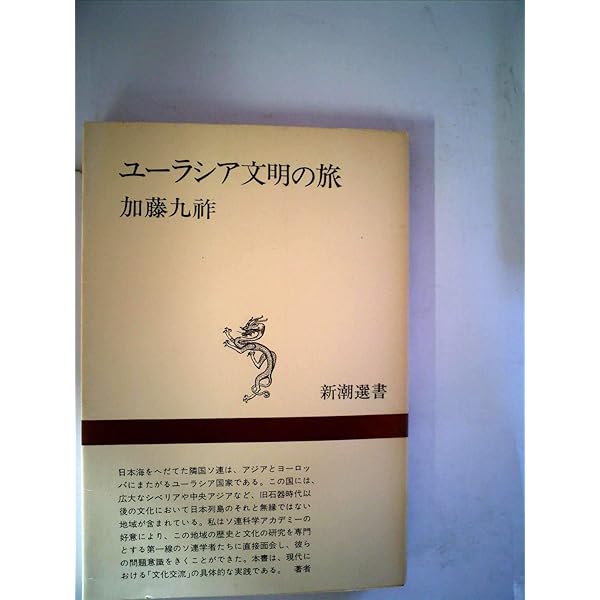 ユーラシア文明の旅
加藤九祚
新潮選書
日本海をへだてた隣国ソ連は、アジアとヨーロッ
パにまたがるユーラシア国家である。この国には、
広大なシベリアや中央アジアなど、旧石器時代以
後の文化において日本列島のそれと無縁ではない
地域が含まれている。私はソ連科学アカデミーの
好意により、この地域の歴史と文化の研究を専門
とする第一線のソ連学者たちに直接面会し、彼ら
の問題意識をきくことができた。本書は、現代に
おける「文化交流」の具体的な実践である。 著者